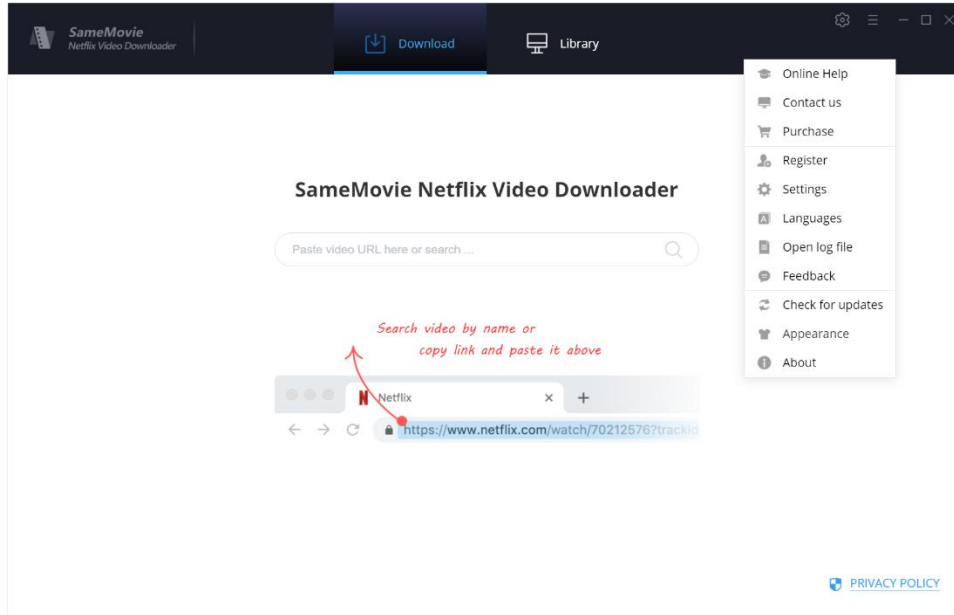 SameMovie
Netflix Video Downloader
Download
Library
Online Help
Contact us
Purchase
Register
Settings
Languages
Open log file
Feedback
Check for updates
Appearance
About
SameMovie Netflix Video Downloader
Paste video URL here or search ...
Search video by name or
copy link and paste it above
N Netflix
https://www.netflix.com/watch/70212576?trackId
PRIVACY POLICY